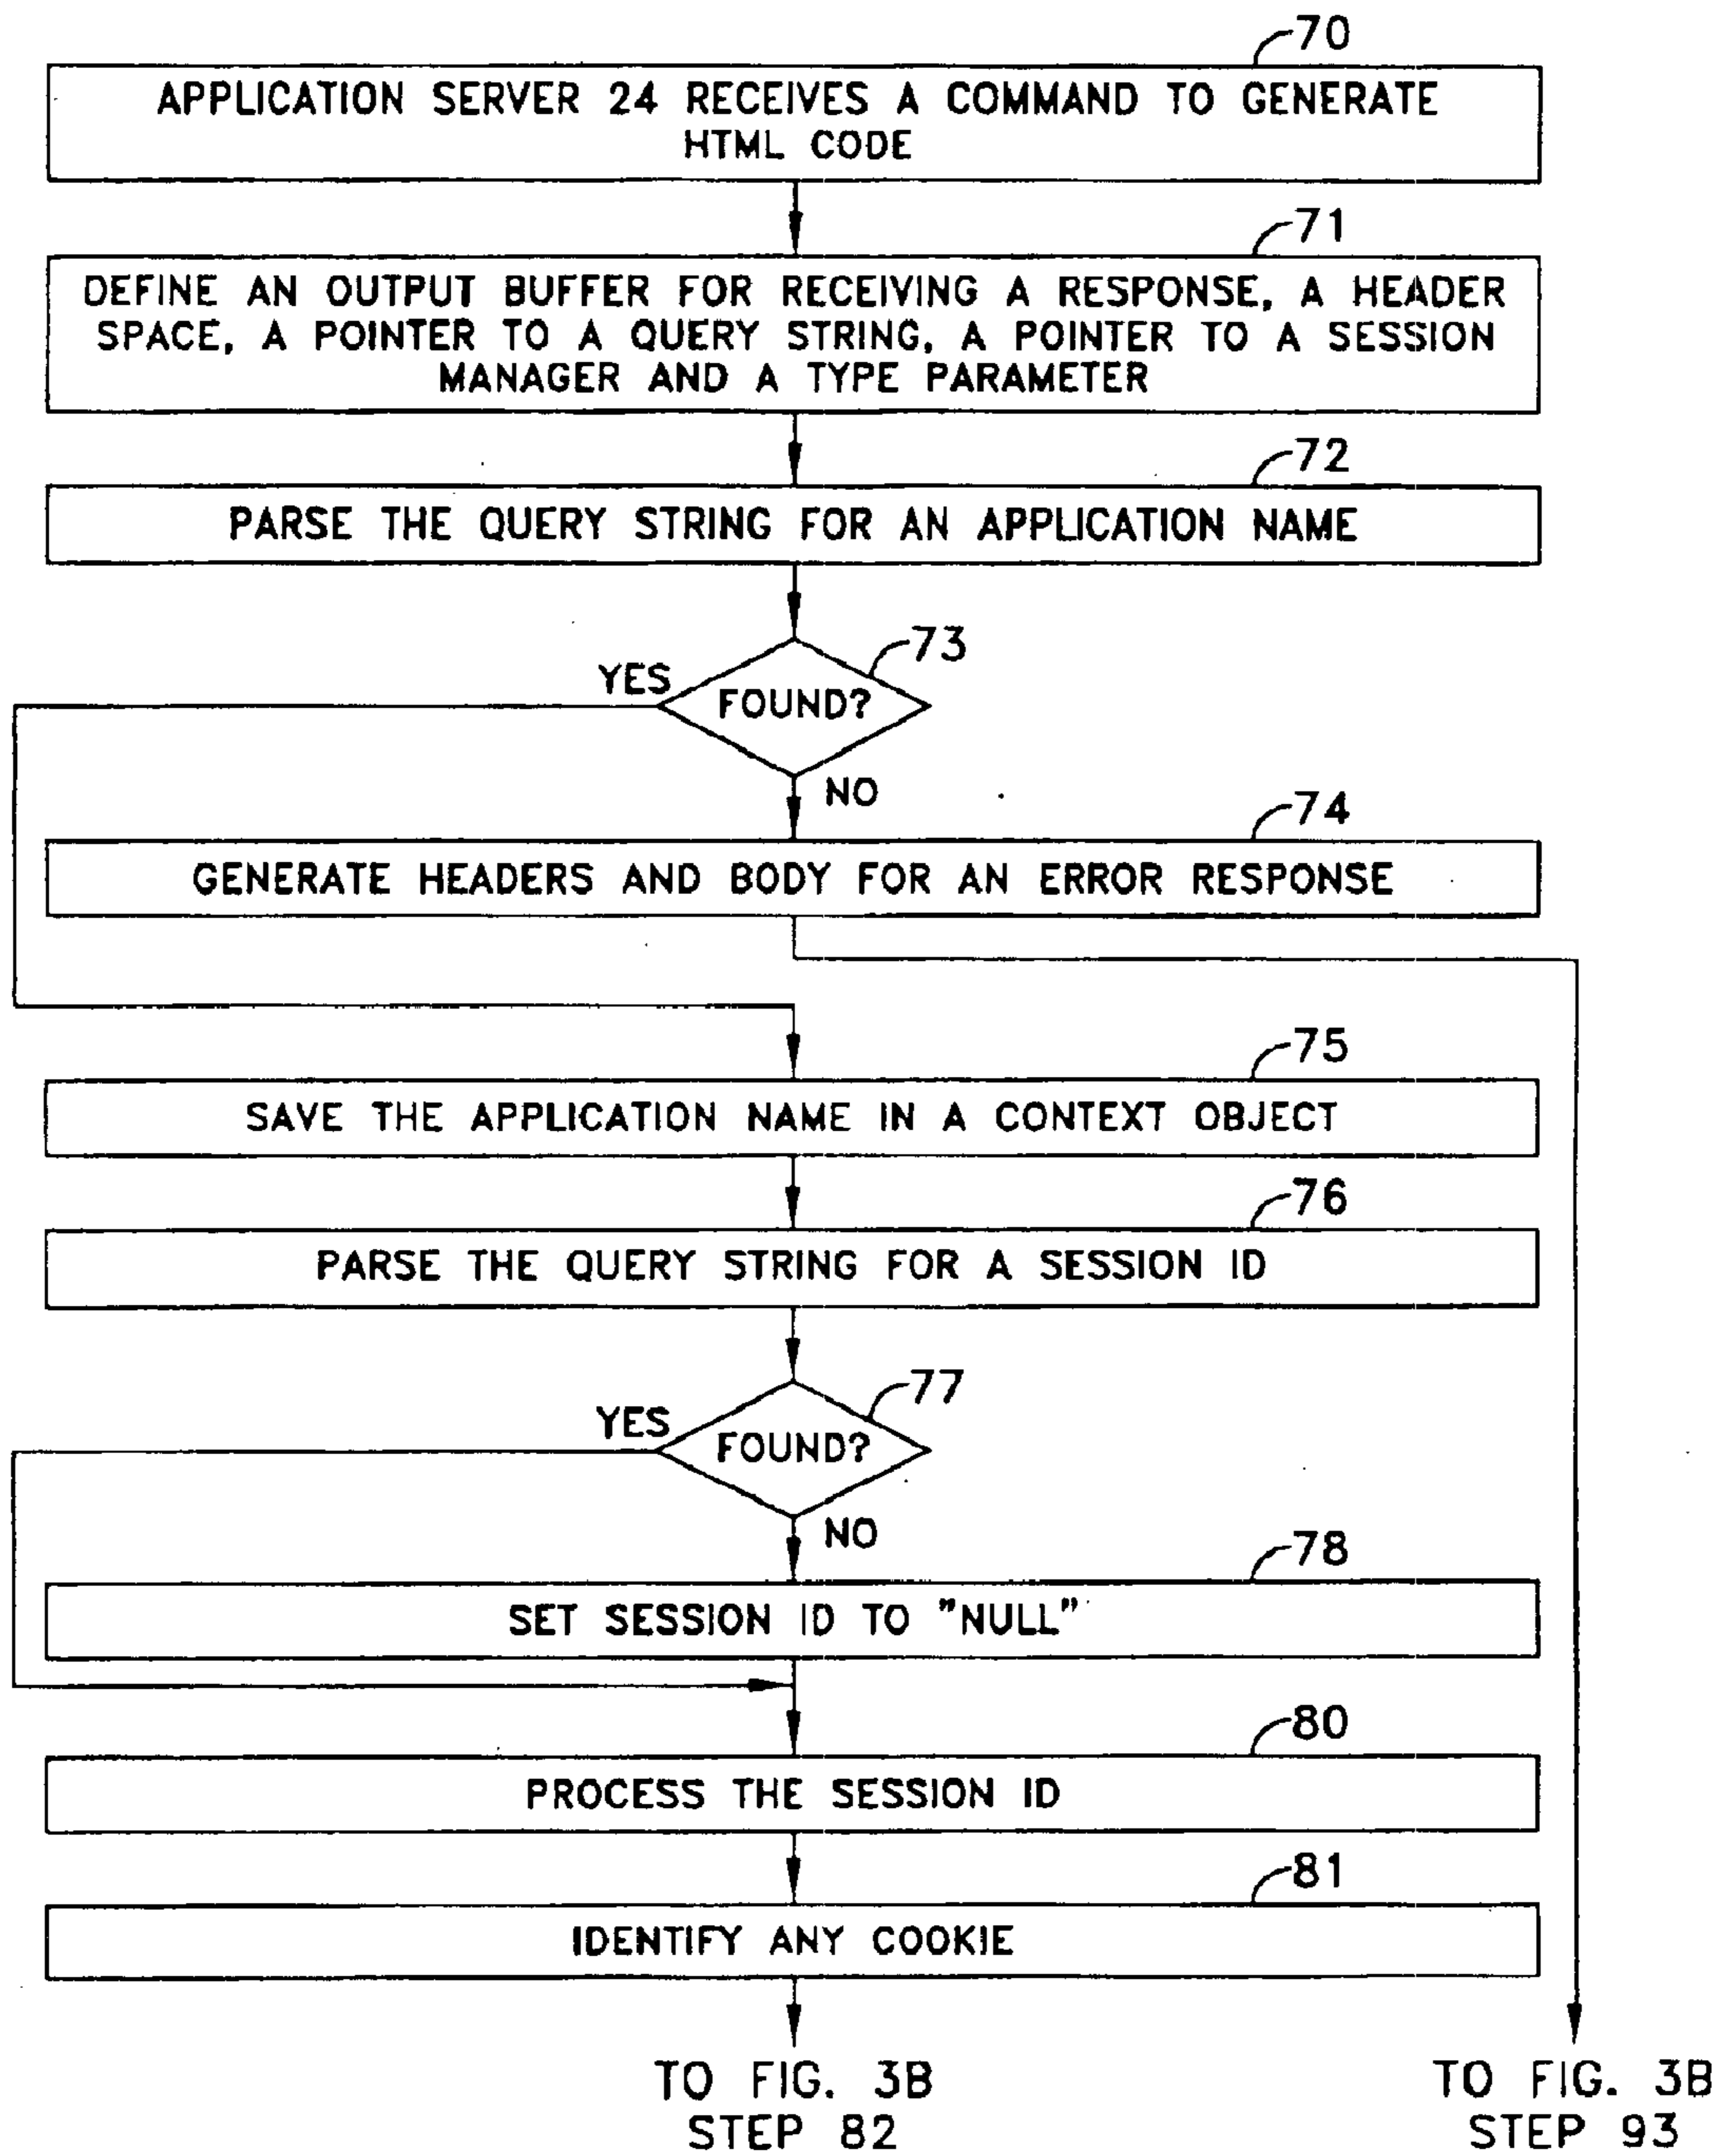 70
APPLICATION SERVER 24 RECEIVES A COMMAND TO GENERATE
HTML CODE
71
DEFINE AN OUTPUT BUFFER FOR RECEIVING A RESPONSE, A HEADER
SPACE, A POINTER TO A QUERY STRING, A POINTER TO A SESSION
MANAGER AND A TYPE PARAMETER
72
PARSE THE QUERY STRING FOR AN APPLICATION NAME
73
YES
FOUND?
NO
74
GENERATE HEADERS AND BODY FOR AN ERROR RESPONSE
75
SAVE THE APPLICATION NAME IN A CONTEXT OBJECT
76
PARSE THE QUERY STRING FOR A SESSION ID
77
YES
FOUND?
NO
78
SET SESSION ID TO "NULL"
80
PROCESS THE SESSION ID
81
IDENTIFY ANY COOKIE
TO FIG. 3B
STEP 82
TO FIG. 3B
STEP 93